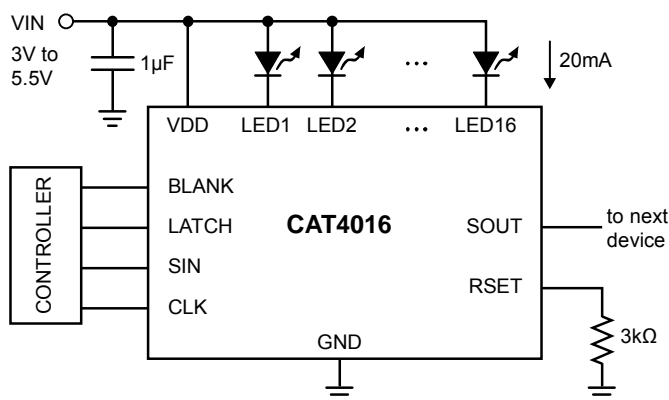 VIN
3V to
5.5V
1µF
...
20mA
VDD
LED1
LED2
...
LED16
CONTROLLER
BLANK
LATCH
SIN
CLK
CAT4016
SOUT
RSET
GND
to next
device
3kΩ